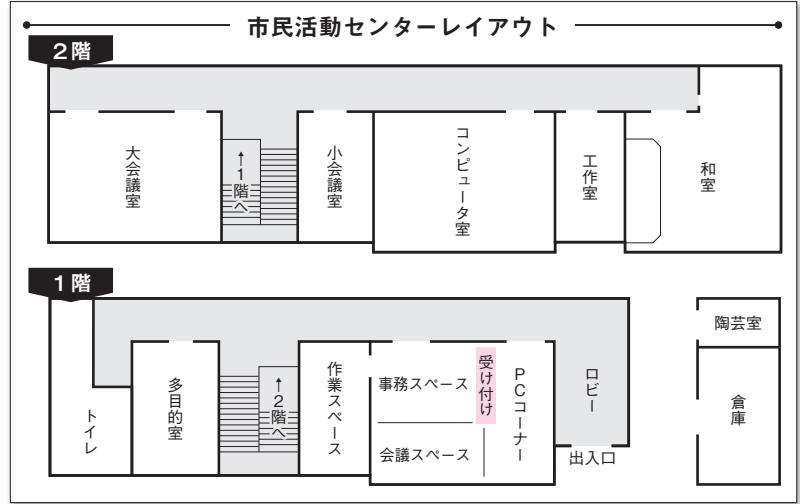 市民活動センターレイアウト
2階
大会議室
↑1階へ
小会議室
コンピュータ室
工作室
和室
1階
トイレ
多目的室
↑2階へ
作業スペース
事務スペース
会議スペース
受け付け
PCコーナー
ロビー
出入口
陶芸室
倉庫